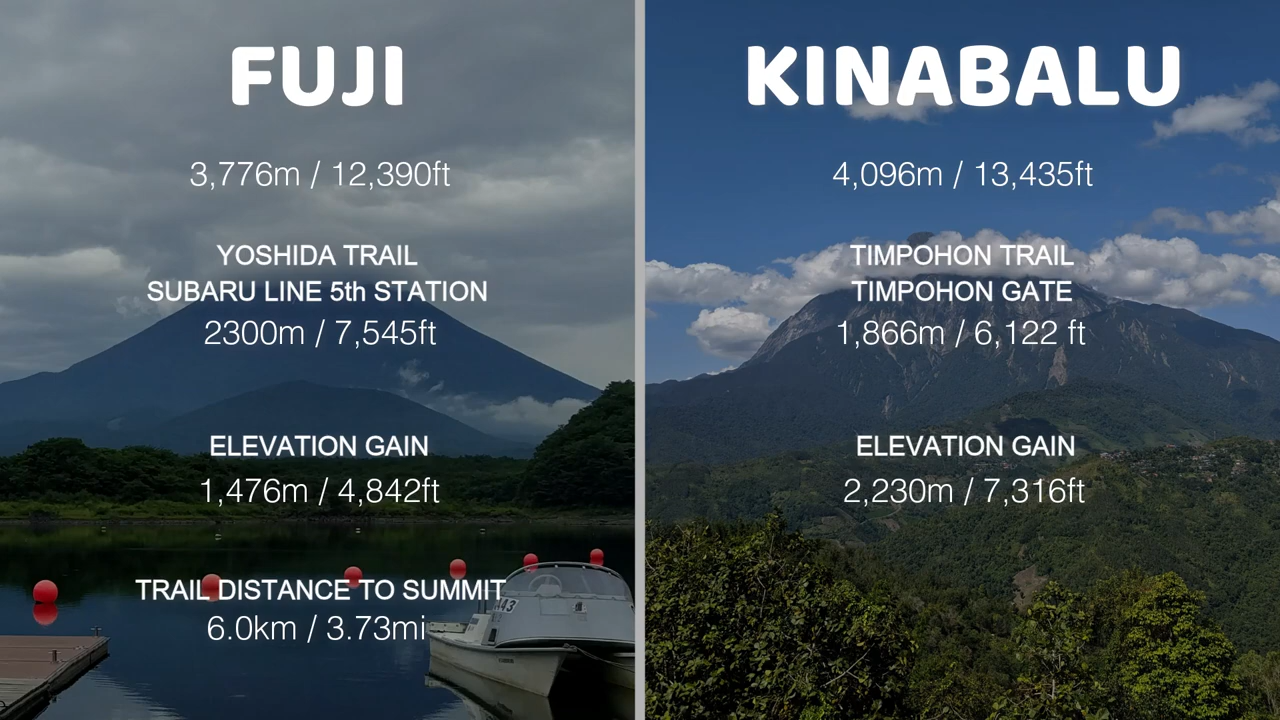 FUJI
3,776m / 12,390ft
YOSHIDA TRAIL
SUBARU LINE 5th STATION
2300m / 7,545ft
ELEVATION GAIN
1,476m / 4,842ft
TRAIL DISTANCE TO SUMMIT
6.0km / 3.73mi
43
KINABALU
4,096m / 13,435ft
TIMPOHON TRAIL
TIMPOHON GATE
1,866m / 6,122 ft
ELEVATION GAIN
2,230m / 7,316ft